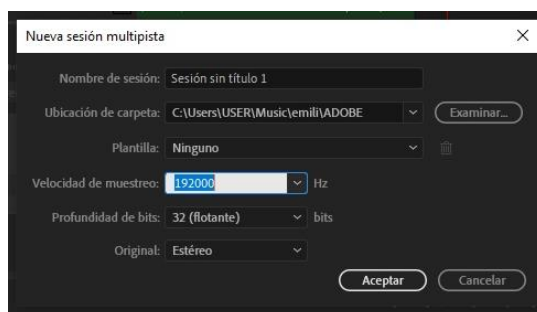 Nueva sesión multipista
Nombre de sesión: Sesión sin título 1
Ubicación de carpeta: C:\Users\USER\Music\emili\ADOBE Examinar...
Plantilla: Ninguno
Velocidad de muestreo: 192000 Hz
Profundidad de bits: 32 (flotante) bits
Original: Estéreo
Aceptar Cancelar